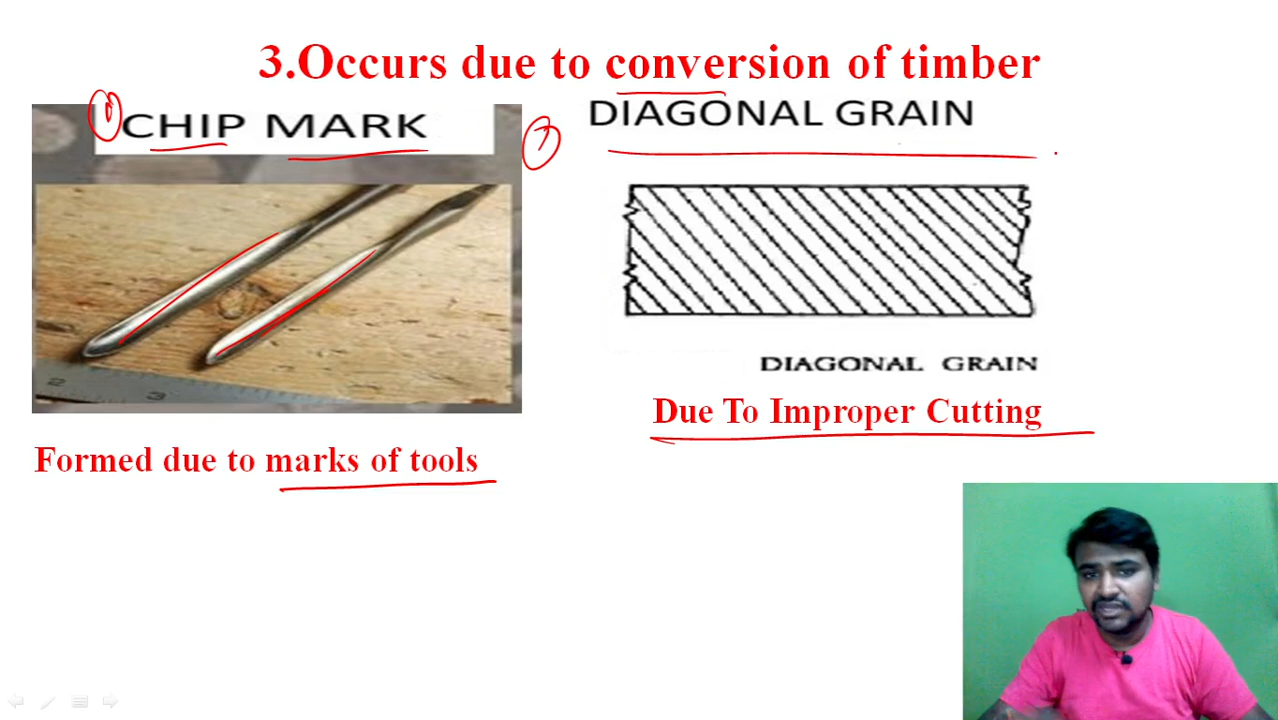 3.Occurs due to conversion of timber
CHIP MARK
DIAGONAL GRAIN
DIAGONAL GRAIN
Due To Improper Cutting
Formed due to marks of tools